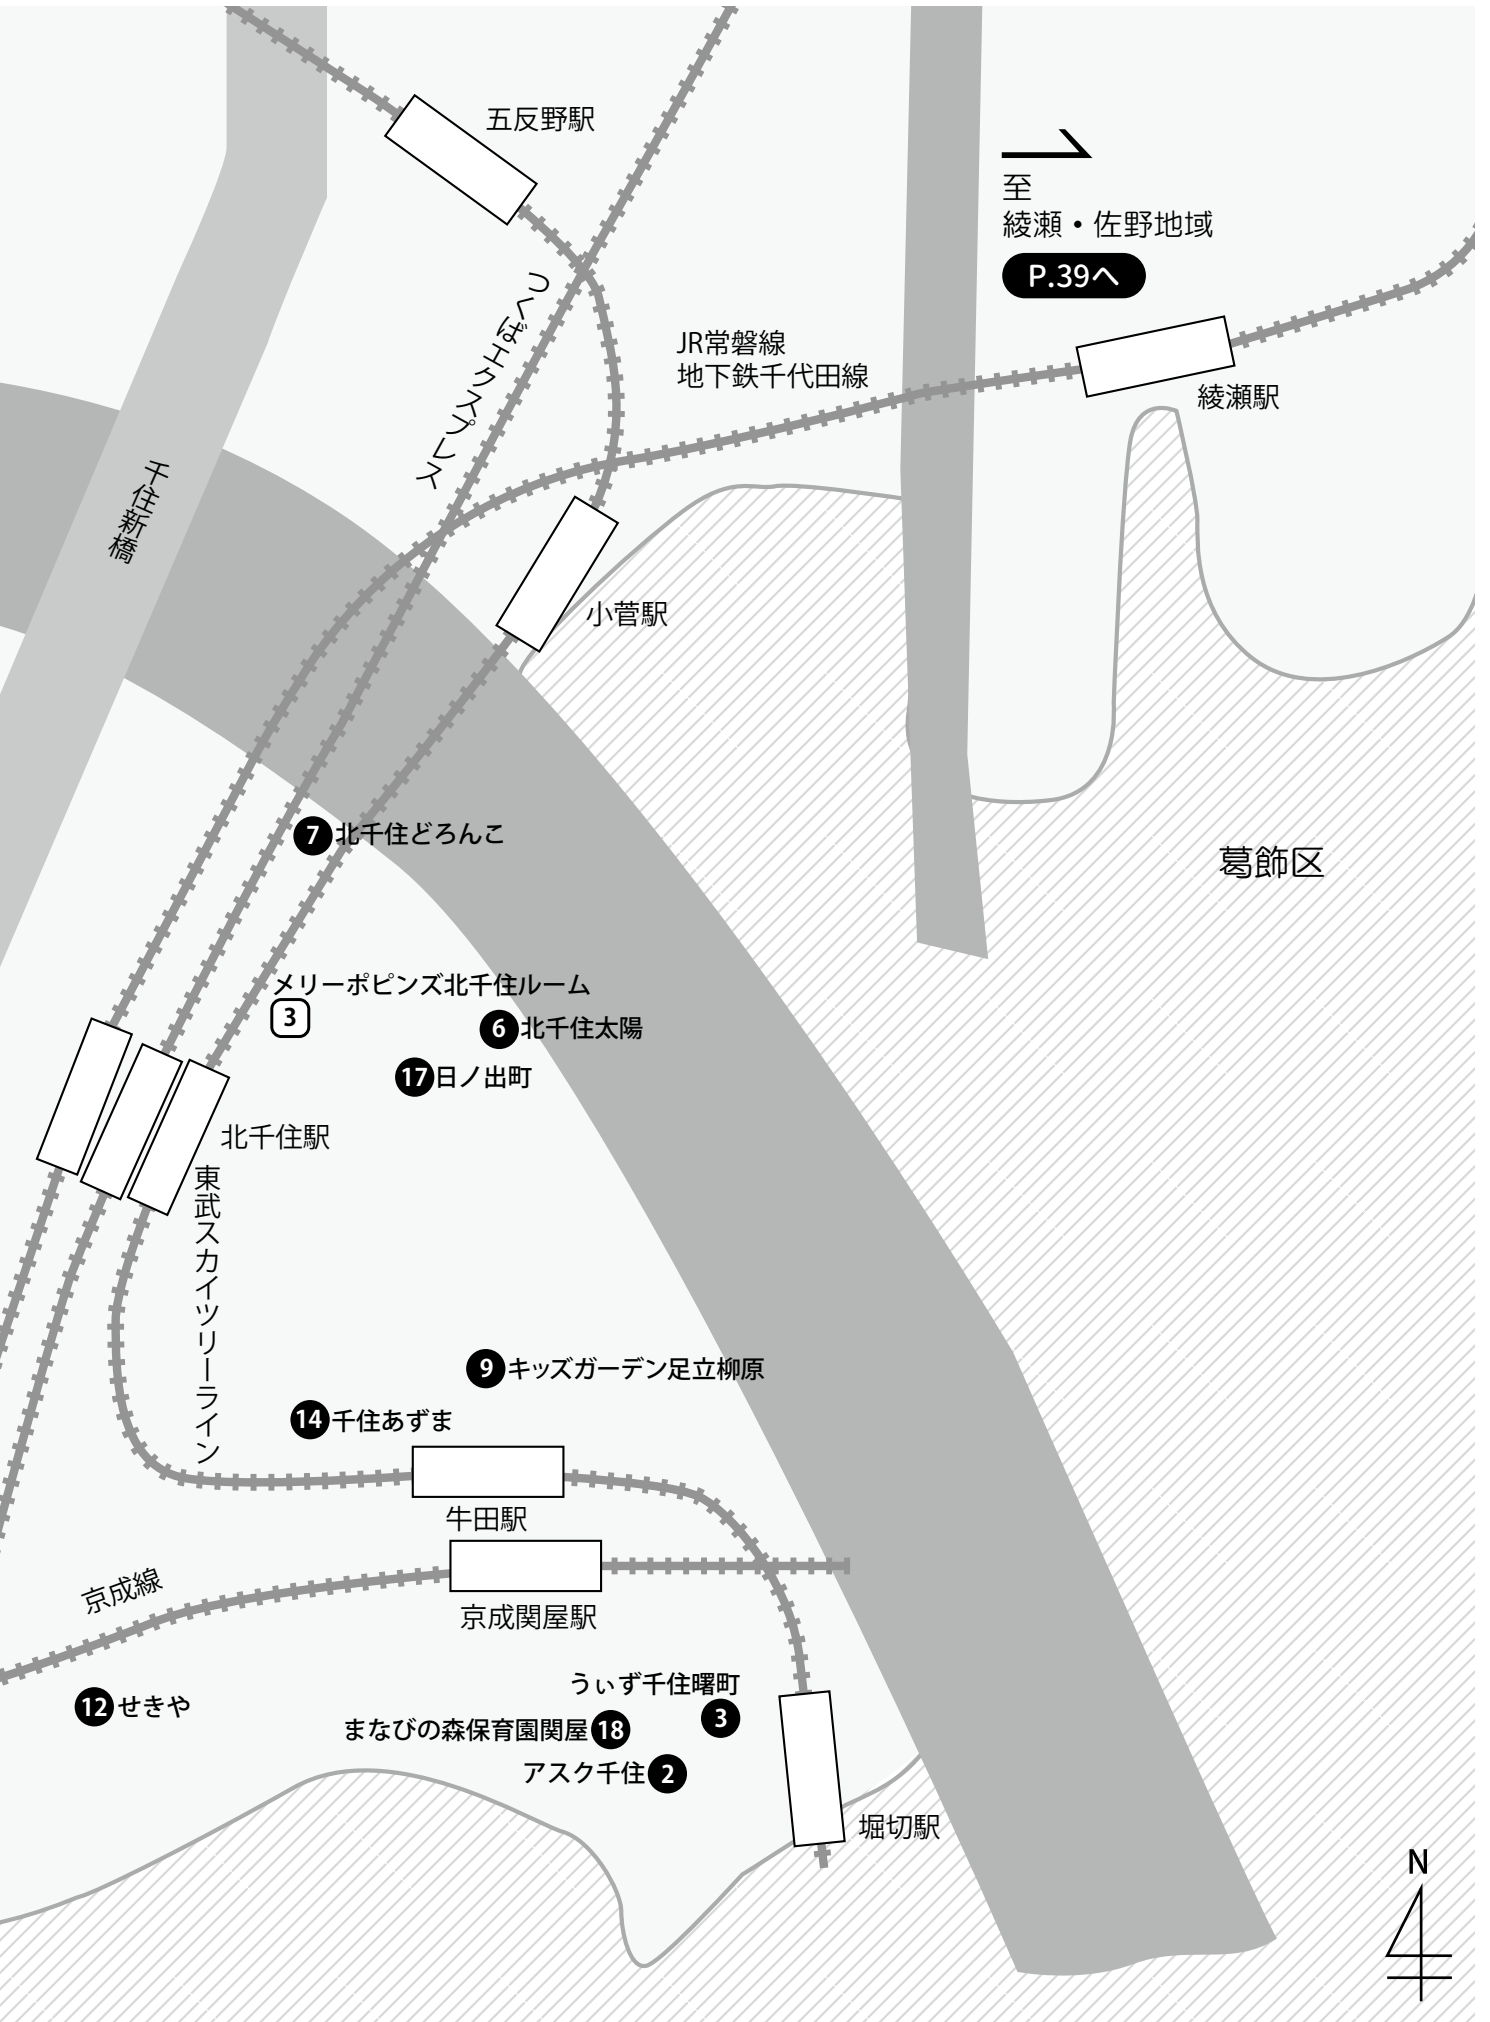 五反野駅
至
綾瀬・佐野地域
P.39へ
つくばエクスプレス
JR常磐線
地下鉄千代田線
綾瀬駅
千住新橋
小菅駅
7 北千住どろんこ
葛飾区
メリーポピンズ北千住ルーム
3
6 北千住太陽
17 日ノ出町
北千住駅
東武スカイツリーライン
9 キッズガーデン足立柳原
14 千住あずま
牛田駅
京成線
京成関屋駅
うぃず千住曙町
3
12 せきや
まなびの森保育園関屋 18
アスク千住 2
堀切駅
N